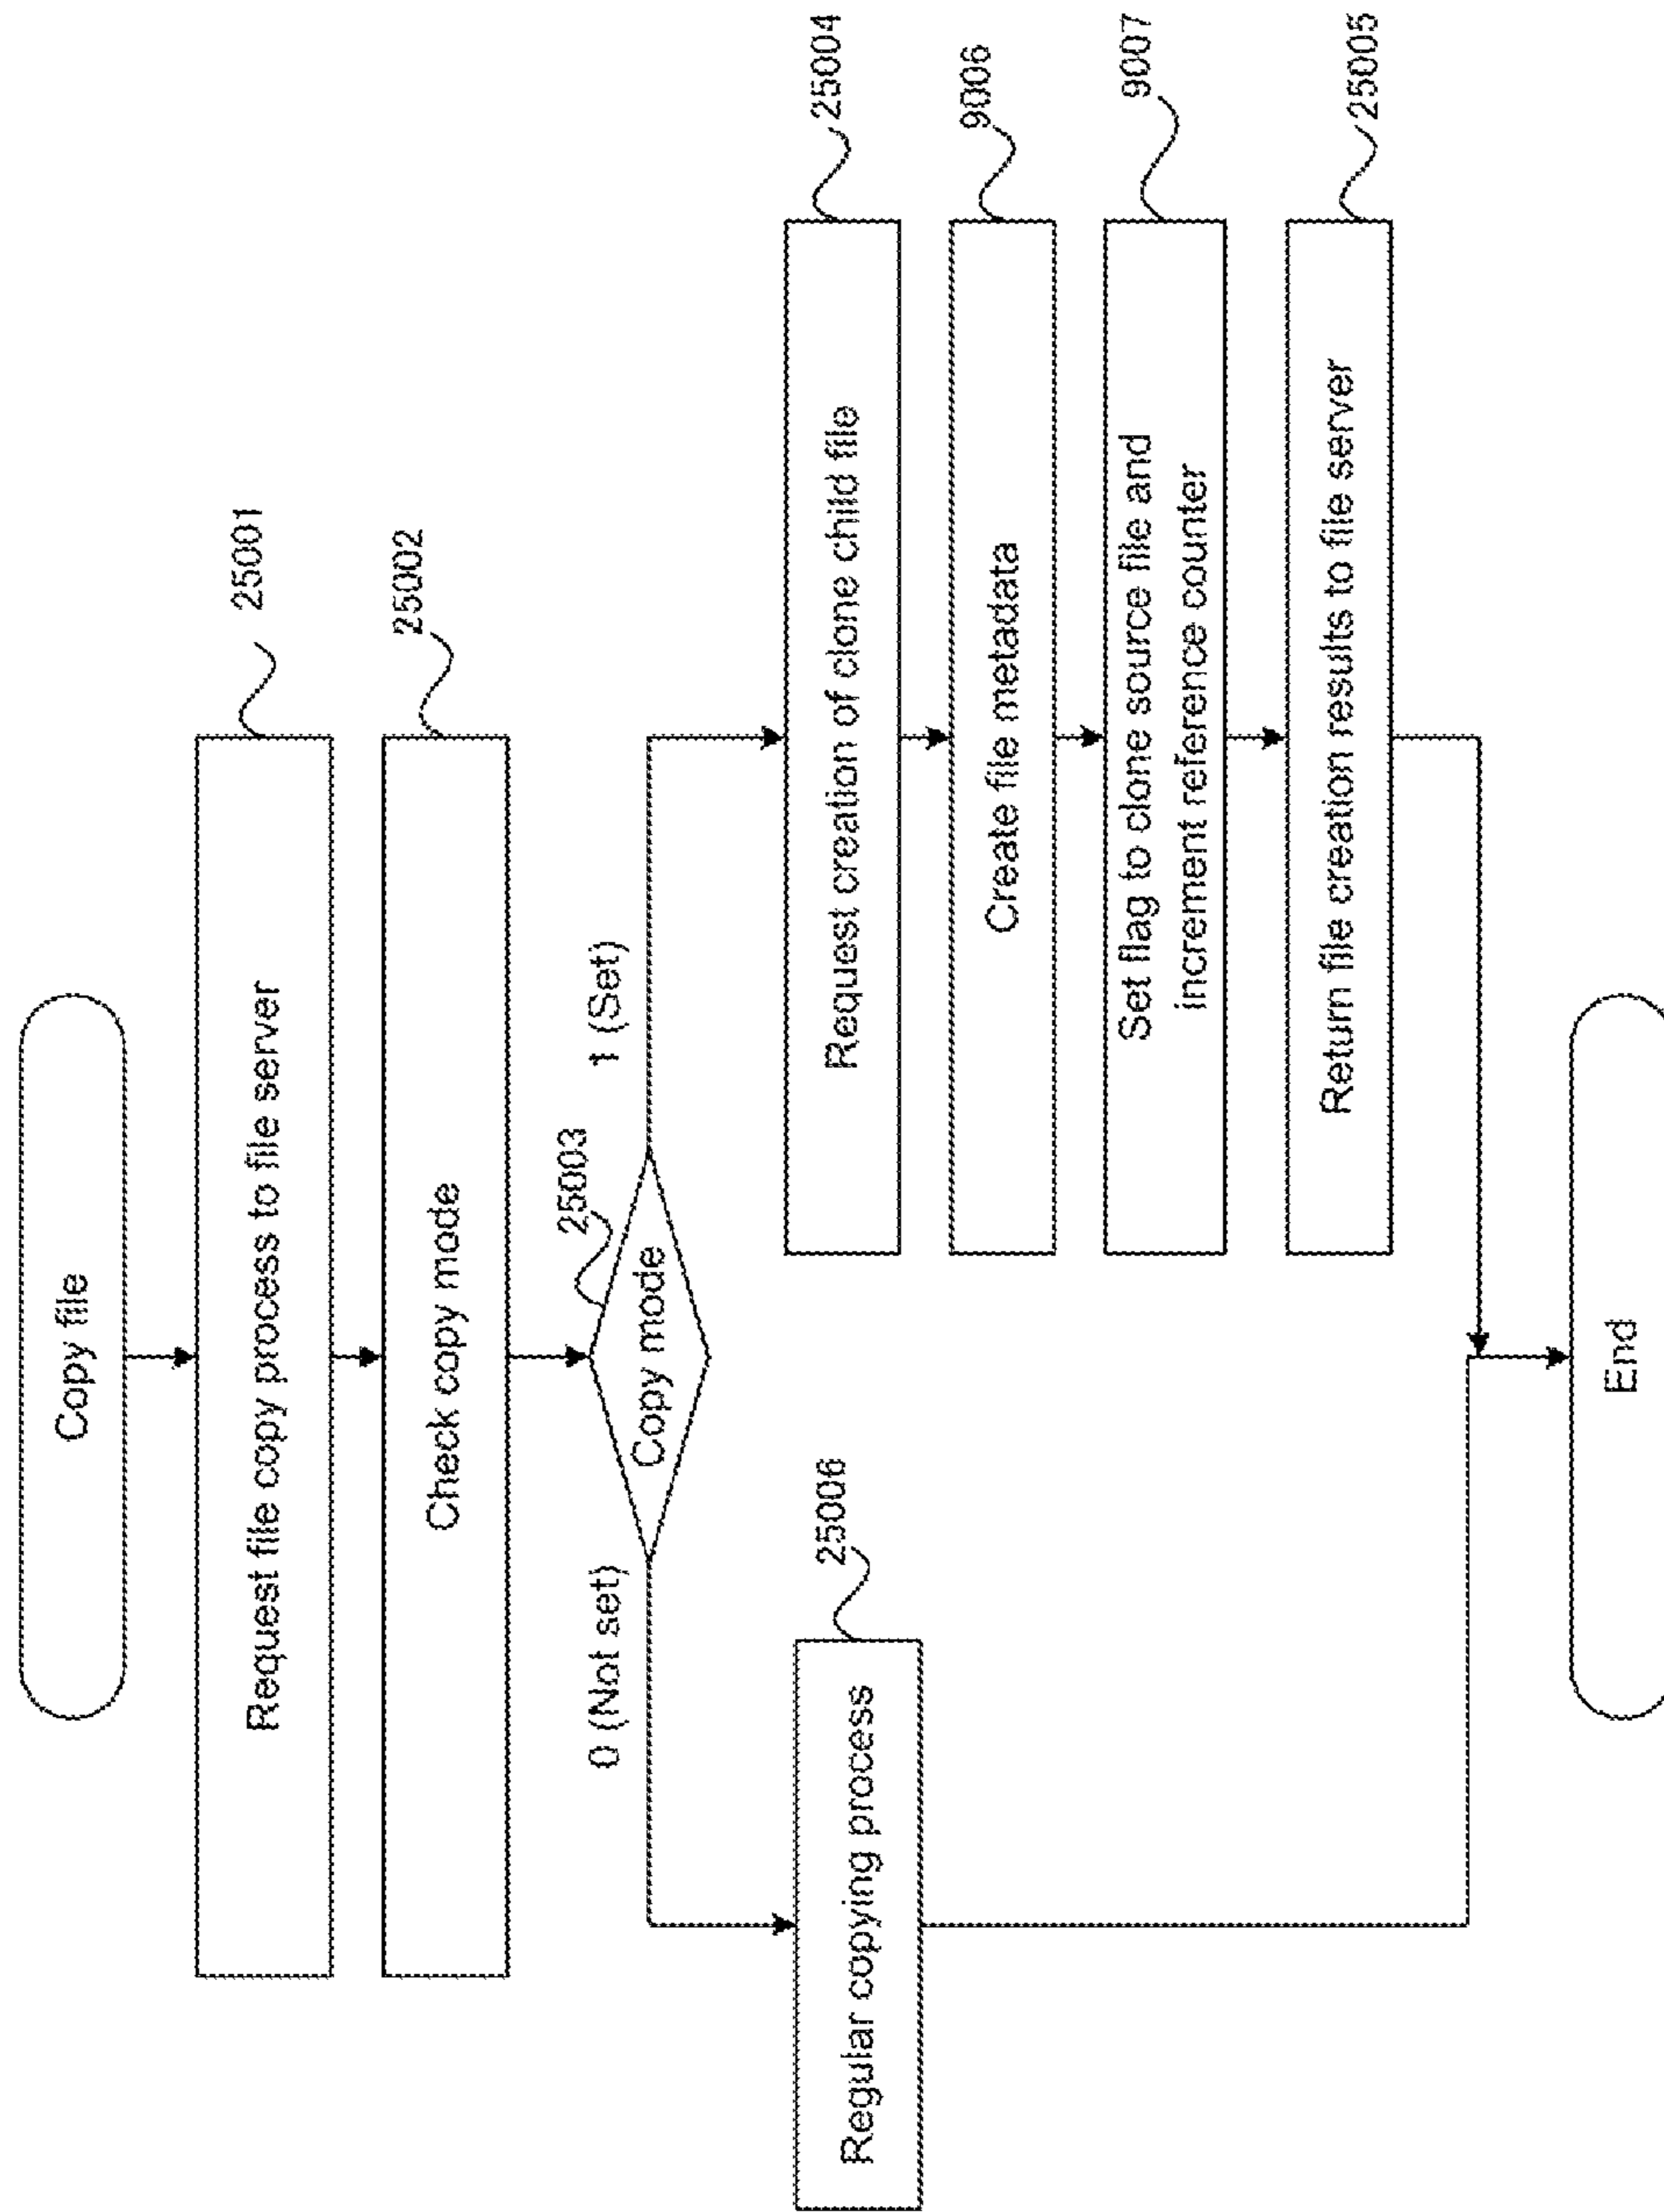 Copy file
25001
Request file copy process to file server
25002
Check copy mode
25003
Copy mode
0 (Not set)
1 (Set)
25006
Regular copying process
25004
Request creation of clone child file
9006
Create file metadata
9007
Set flag to clone source file and
increment reference counter
25005
Return file creation results to file server
End